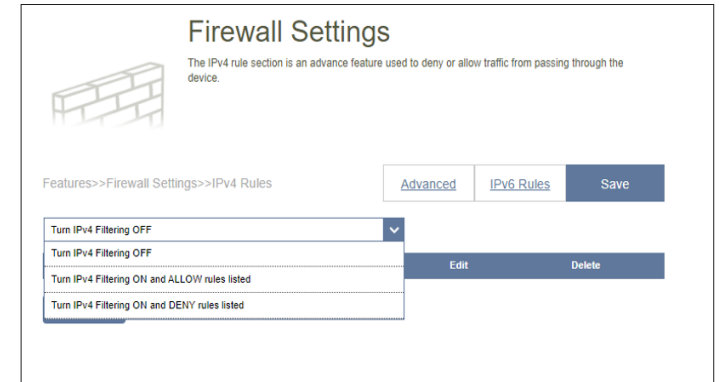 Firewall Settings
The IPv4 rule section is an advance feature used to deny or allow traffic from passing through the
device.
Features>>Firewall Settings>>IPv4 Rules
Advanced
IPv6 Rules
Save
Turn IPv4 Filtering OFF
Turn IPv4 Filtering OFF
Edit
Delete
Turn IPv4 Filtering ON and ALLOW rules listed
Turn IPv4 Filtering ON and DENY rules listed